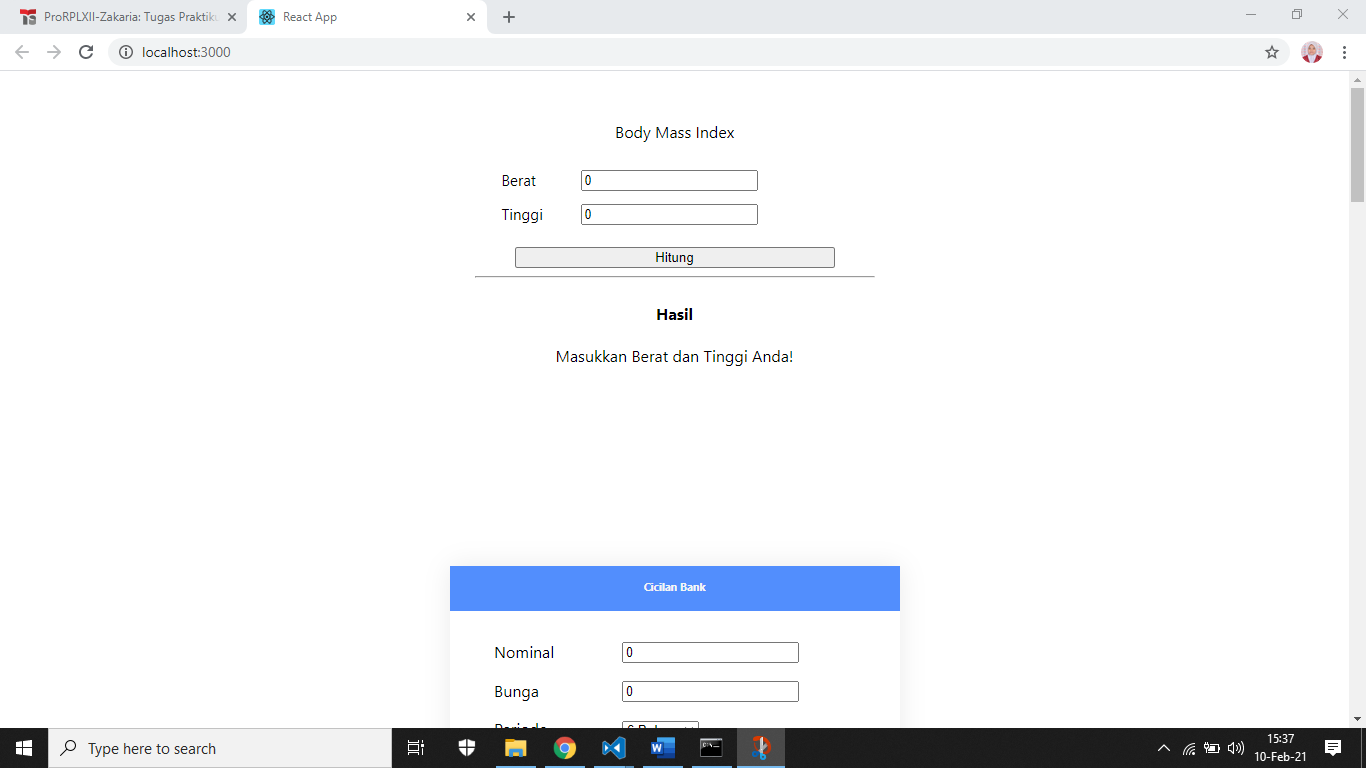 ProRPLXII-Zakaria: Tugas Praktik
React App
localhost:3000
Body Mass Index
Berat 0
Tinggi 0
Hitung
Hasil
Masukkan Berat dan Tinggi Anda!
Cicilan Bank
Nominal 0
Bunga 0
Periode 6 Bulan
Type here to search
15:37
10-Feb-21